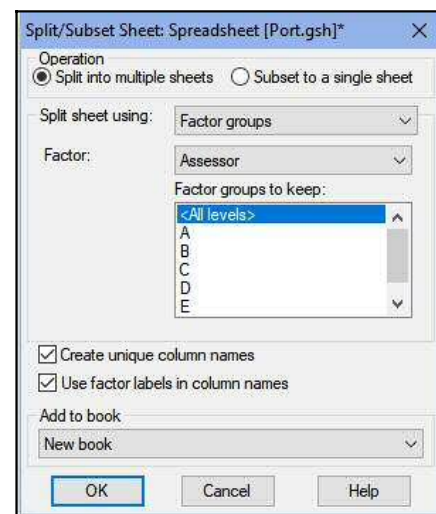 Split/Subset Sheet: Spreadsheet [Port.gsh]*
Operation
Split into multiple sheets Subset to a single sheet
Split sheet using: Factor groups
Factor: Assessor
Factor groups to keep:
<All levels>
A
B
C
D
E
Create unique column names
Use factor labels in column names
Add to book
New book
OK Cancel Help